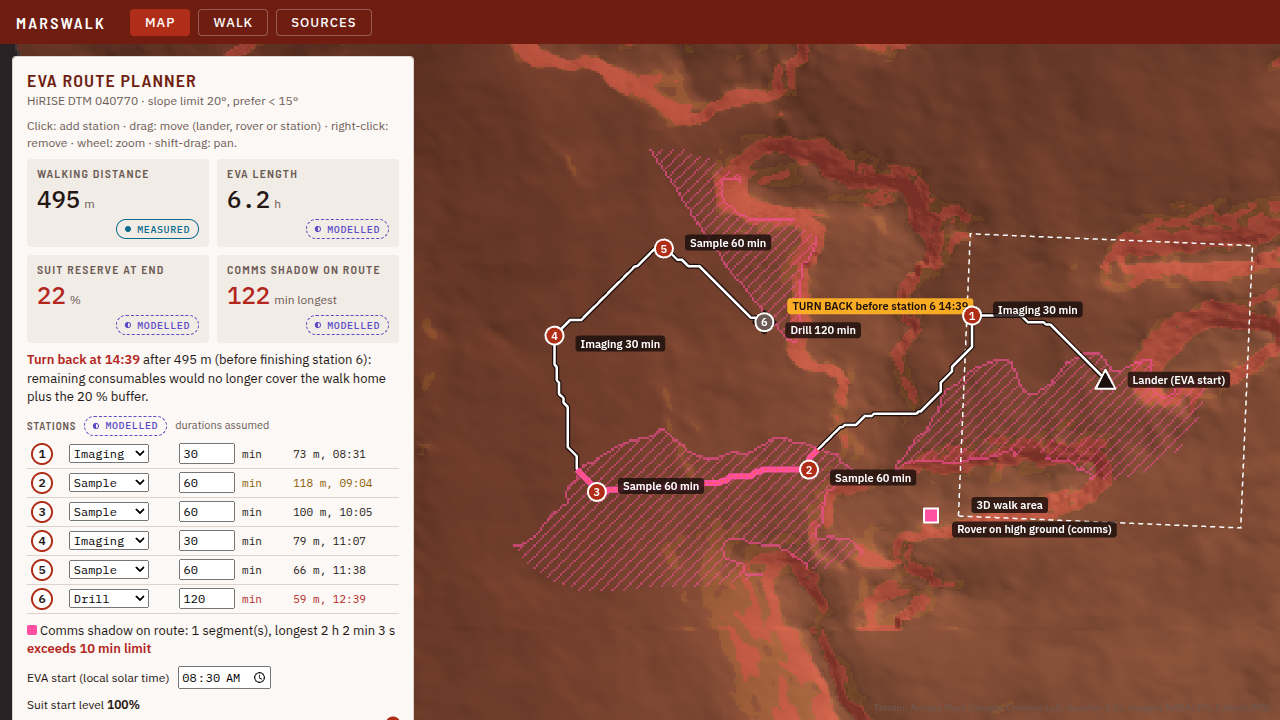 MARSWALK MAP WALK SOURCES
EVA ROUTE PLANNER
HiRISE DTM 040770 · slope limit 20°, prefer < 15°
Click: add station · drag: move (lander, rover or station) · right-click:
remove · wheel: zoom · shift-drag: pan.
WALKING DISTANCE
495 m
MEASURED
EVA LENGTH
6.2 h
MODELLED
SUIT RESERVE AT END
22 %
MODELLED
COMMS SHADOW ON ROUTE
122 min longest
MODELLED
Turn back at 14:39 after 495 m (before finishing station 6):
remaining consumables would no longer cover the walk home
plus the 20 % buffer.
STATIONS MODELLED durations assumed
1 Imaging 30 min 73 m, 08:31
2 Sample 60 min 118 m, 09:04
3 Sample 60 min 100 m, 10:05
4 Imaging 30 min 79 m, 11:07
5 Sample 60 min 66 m, 11:38
6 Drill 120 min 59 m, 12:39
Comms shadow on route: 1 segment(s), longest 2 h 2 min 3 s
exceeds 10 min limit
EVA start (local solar time) 08:30 AM
Suit start level 100%
5 Sample 60 min
TURN BACK before station 6 14:39
1 Imaging 30 min
6 Drill 120 min
4 Imaging 30 min
Lander (EVA start)
2 Sample 60 min
3 Sample 60 min
3D walk area
Rover on high ground (comms)